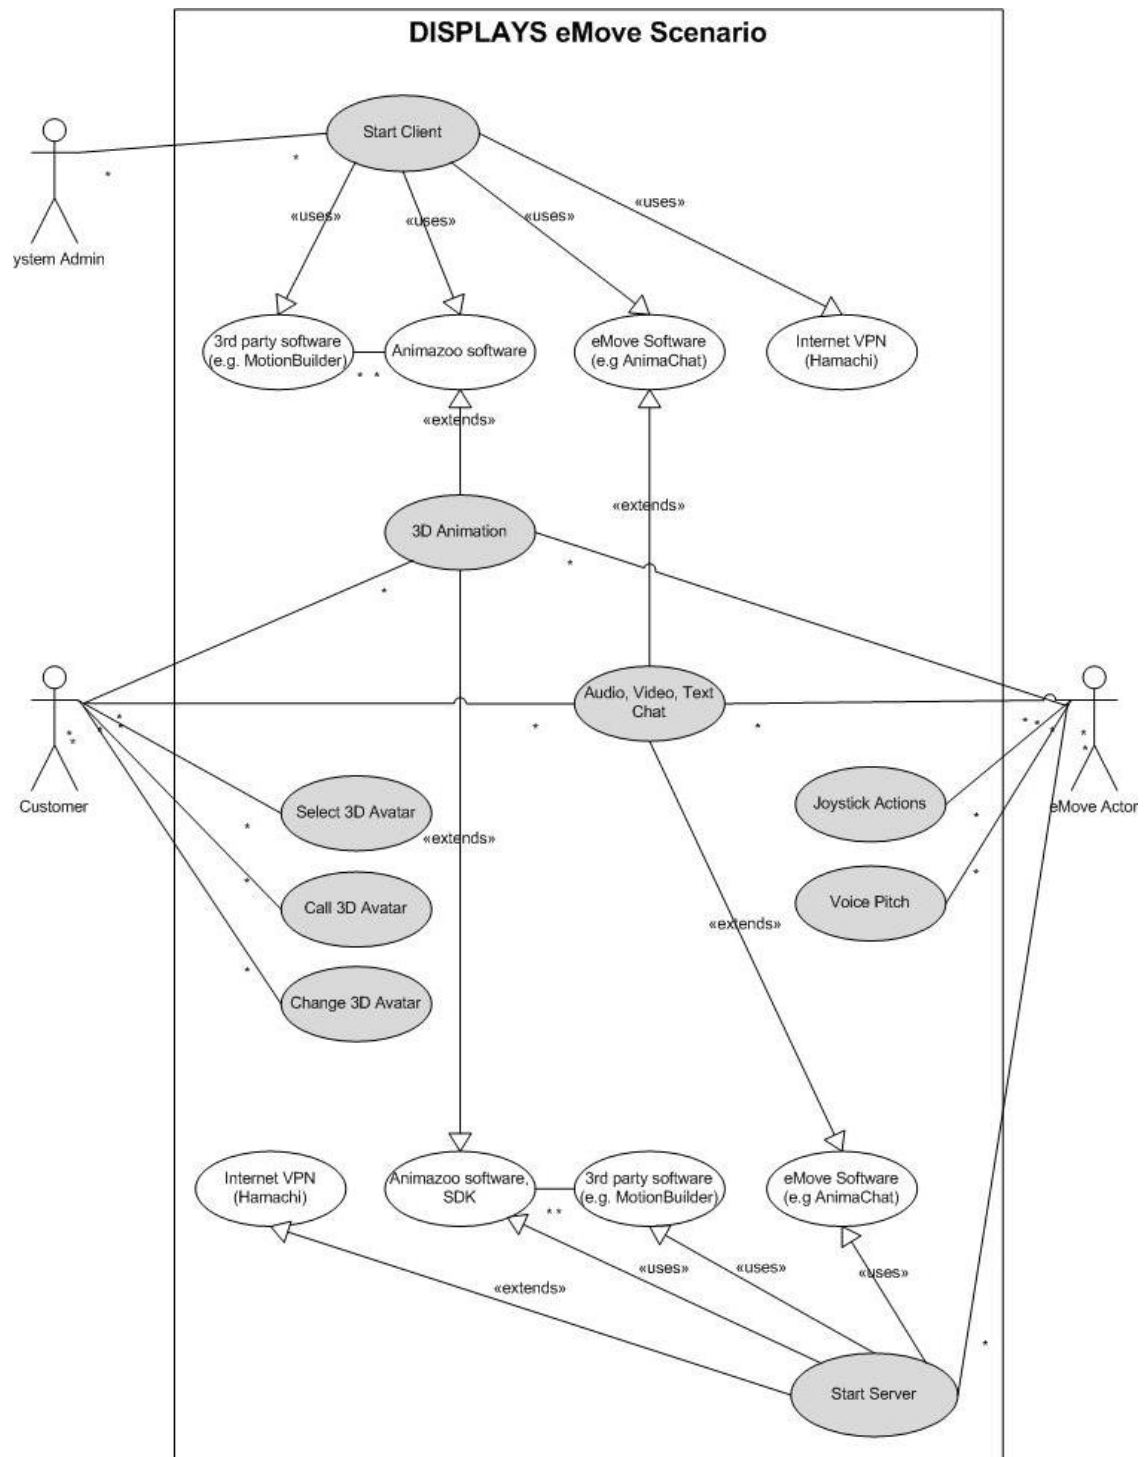 DISPLAYS eMove Scenario
Start Client
*
*
ystem Admin
«uses»
«uses»
«uses»
«uses»
3rd party software
(e.g. MotionBuilder)
* *
Animazoo software
eMove Software
(e.g AnimaChat)
Internet VPN
(Hamachi)
«extends»
«extends»
3D Animation
*
*
Audio, Video, Text
Chat
*
*
*
*
*
*
*
Customer
*
*
*
*
*
eMove Actor
Select 3D Avatar
*
Joystick Actions
*
«extends»
Call 3D Avatar
*
Voice Pitch
*
«extends»
Change 3D Avatar
*
Internet VPN
(Hamachi)
Animazoo software,
SDK
* *
3rd party software
(e.g. MotionBuilder)
eMove Software
(e.g AnimaChat)
«extends»
«uses»
«uses»
«uses»
*
Start Server